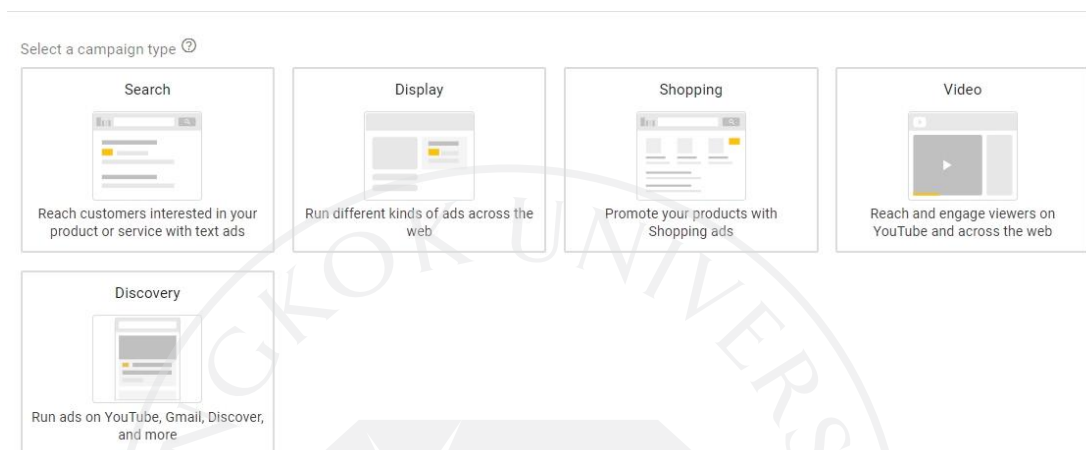 Select a campaign type
Search
Reach customers interested in your
product or service with text ads
Display
Run different kinds of ads across the
web
Shopping
Promote your products with
Shopping ads
Video
Reach and engage viewers on
YouTube and across the web
Discovery
Run ads on YouTube, Gmail, Discover,
and more
NGKOK UNIVERS